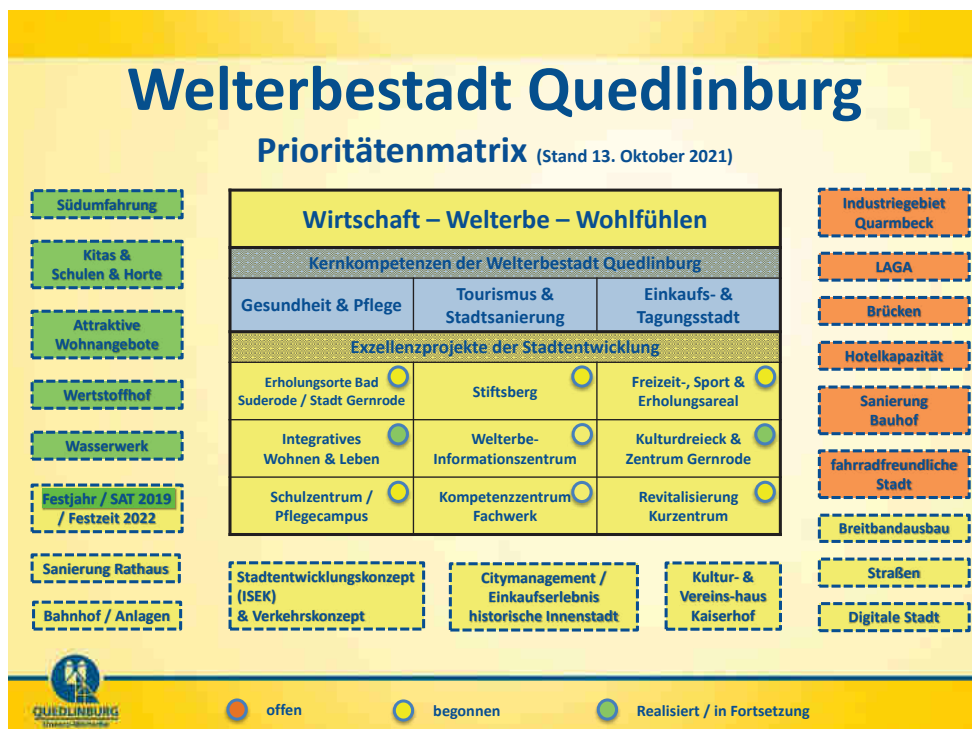 Welterbestadt Quedlinburg
Prioritätenmatrix (Stand 13. Oktober 2021)
Südumfahrung
Kitas &
Schulen & Horte
Attraktive
Wohnangebote
Wertstoffhof
Wasserwerk
Festjahr / SAT 2019
/ Festzeit 2022
Sanierung Rathaus
Bahnhof / Anlagen
Wirtschaft – Welterbe – Wohlfühlen
Kernkompetenzen der Welterbestadt Quedlinburg
Gesundheit & Pflege
Tourismus &
Stadtsanierung
Einkaufs- &
Tagungsstadt
Exzellenzprojekte der Stadtentwicklung
Erholungsorte Bad
Suderode / Stadt Gernrode
Stiftsberg
Freizeit-, Sport &
Erholungsareal
Integratives
Wohnen & Leben
Welterbe-
Informationszentrum
Kulturdreieck &
Zentrum Gernrode
Schulzentrum /
Pflegecampus
Kompetenzzentrum
Fachwerk
Revitalisierung
Kurzentrum
Stadtentwicklungskonzept
(ISEK)
& Verkehrskonzept
Citymanagement /
Einkaufserlebnis
historische Innenstadt
Kultur- &
Vereins-haus
Kaiserhof
Industriegebiet
Quarmbeck
LAGA
Brücken
Hotelkapazität
Sanierung
Bauhof
fahrradfreundliche
Stadt
Breitbandausbau
Straßen
Digitale Stadt
QUEDLINBURG
offen
begonnen
Realisiert / in Fortsetzung